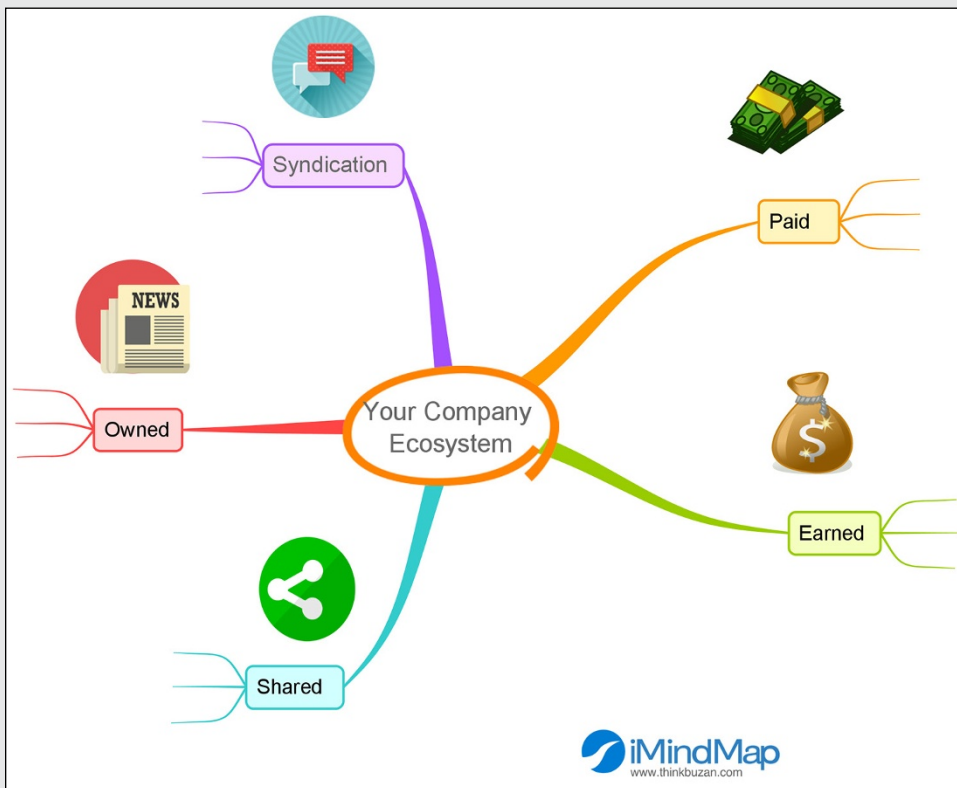 Syndication
Paid
NEWS
Owned
Your Company
Ecosystem
Earned
Shared
iMindMap
www.thinkbuzan.com